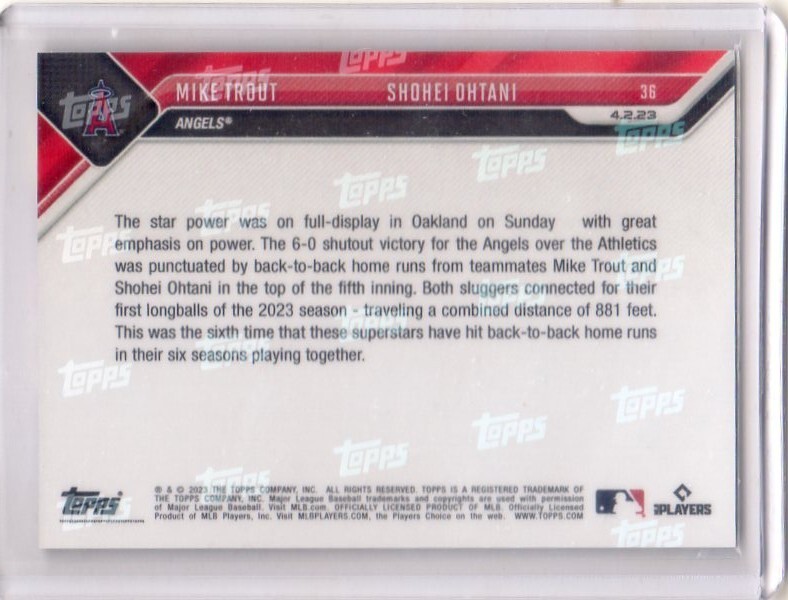 Topps
MIKE TROUT SHOHEI OHTANI 36
ANGELS® 4.2.23
The star power was on full-display in Oakland on Sunday with great
emphasis on power. The 6-0 shutout victory for the Angels over the Athletics
was punctuated by back-to-back home runs from teammates Mike Trout and
Shohei Ohtani in the top of the fifth inning. Both sluggers connected for their
first longballs of the 2023 season - traveling a combined distance of 881 feet.
This was the sixth time that these superstars have hit back-to-back home runs
in their six seasons playing together.
Topps
® & © 2023 THE TOPPS COMPANY, INC. ALL RIGHTS RESERVED. TOPPS IS A REGISTERED TRADEMARK OF
THE TOPPS COMPANY, INC. Major League Baseball trademarks and copyrights are used with permission
of Major League Baseball. Visit MLB.com. OFFICIALLY LICENSED PRODUCT OF MLB. Officially Licensed
Product of MLB Players, Inc. Visit MLBPLAYERS.com, the Players Choice on the web. WWW.TOPPS.COM
PLAYERS